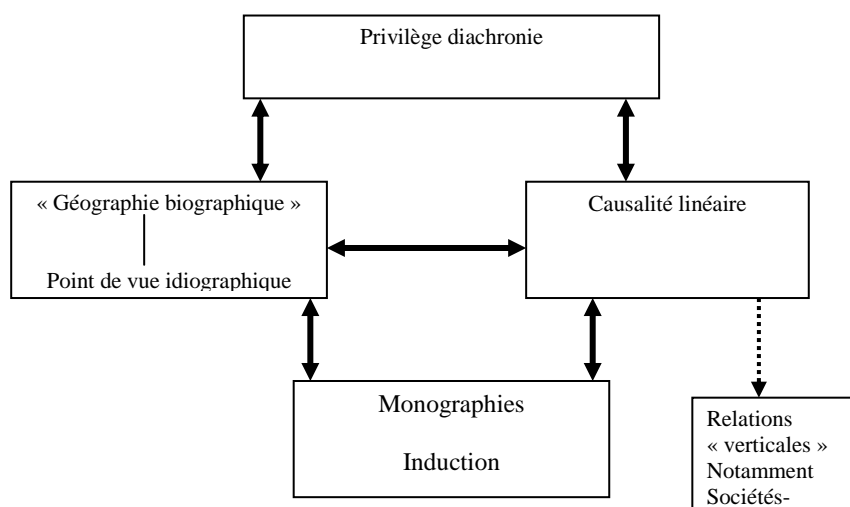 Privilège diachronie
« Géographie biographique »
Point de vue idiographique
Causalité linéaire
Monographies
Induction
Relations
« verticales »
Notamment
Sociétés-